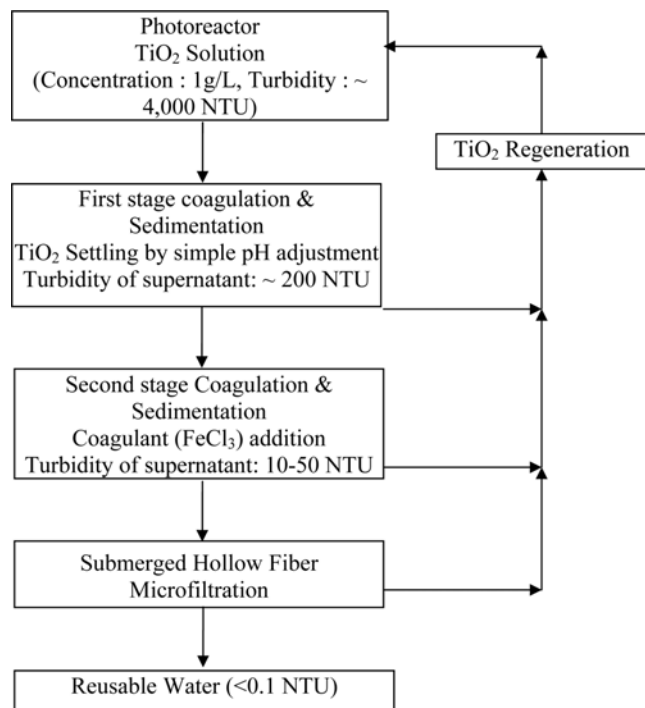 Photoreactor
TiO₂ Solution
(Concentration : 1g/L, Turbidity : ~
4,000 NTU)
TiO₂ Regeneration
First stage coagulation &
Sedimentation
TiO₂ Settling by simple pH adjustment
Turbidity of supernatant: ~ 200 NTU
Second stage Coagulation &
Sedimentation
Coagulant (FeCl₃) addition
Turbidity of supernatant: 10-50 NTU
Submerged Hollow Fiber
Microfiltration
Reusable Water (<0.1 NTU)